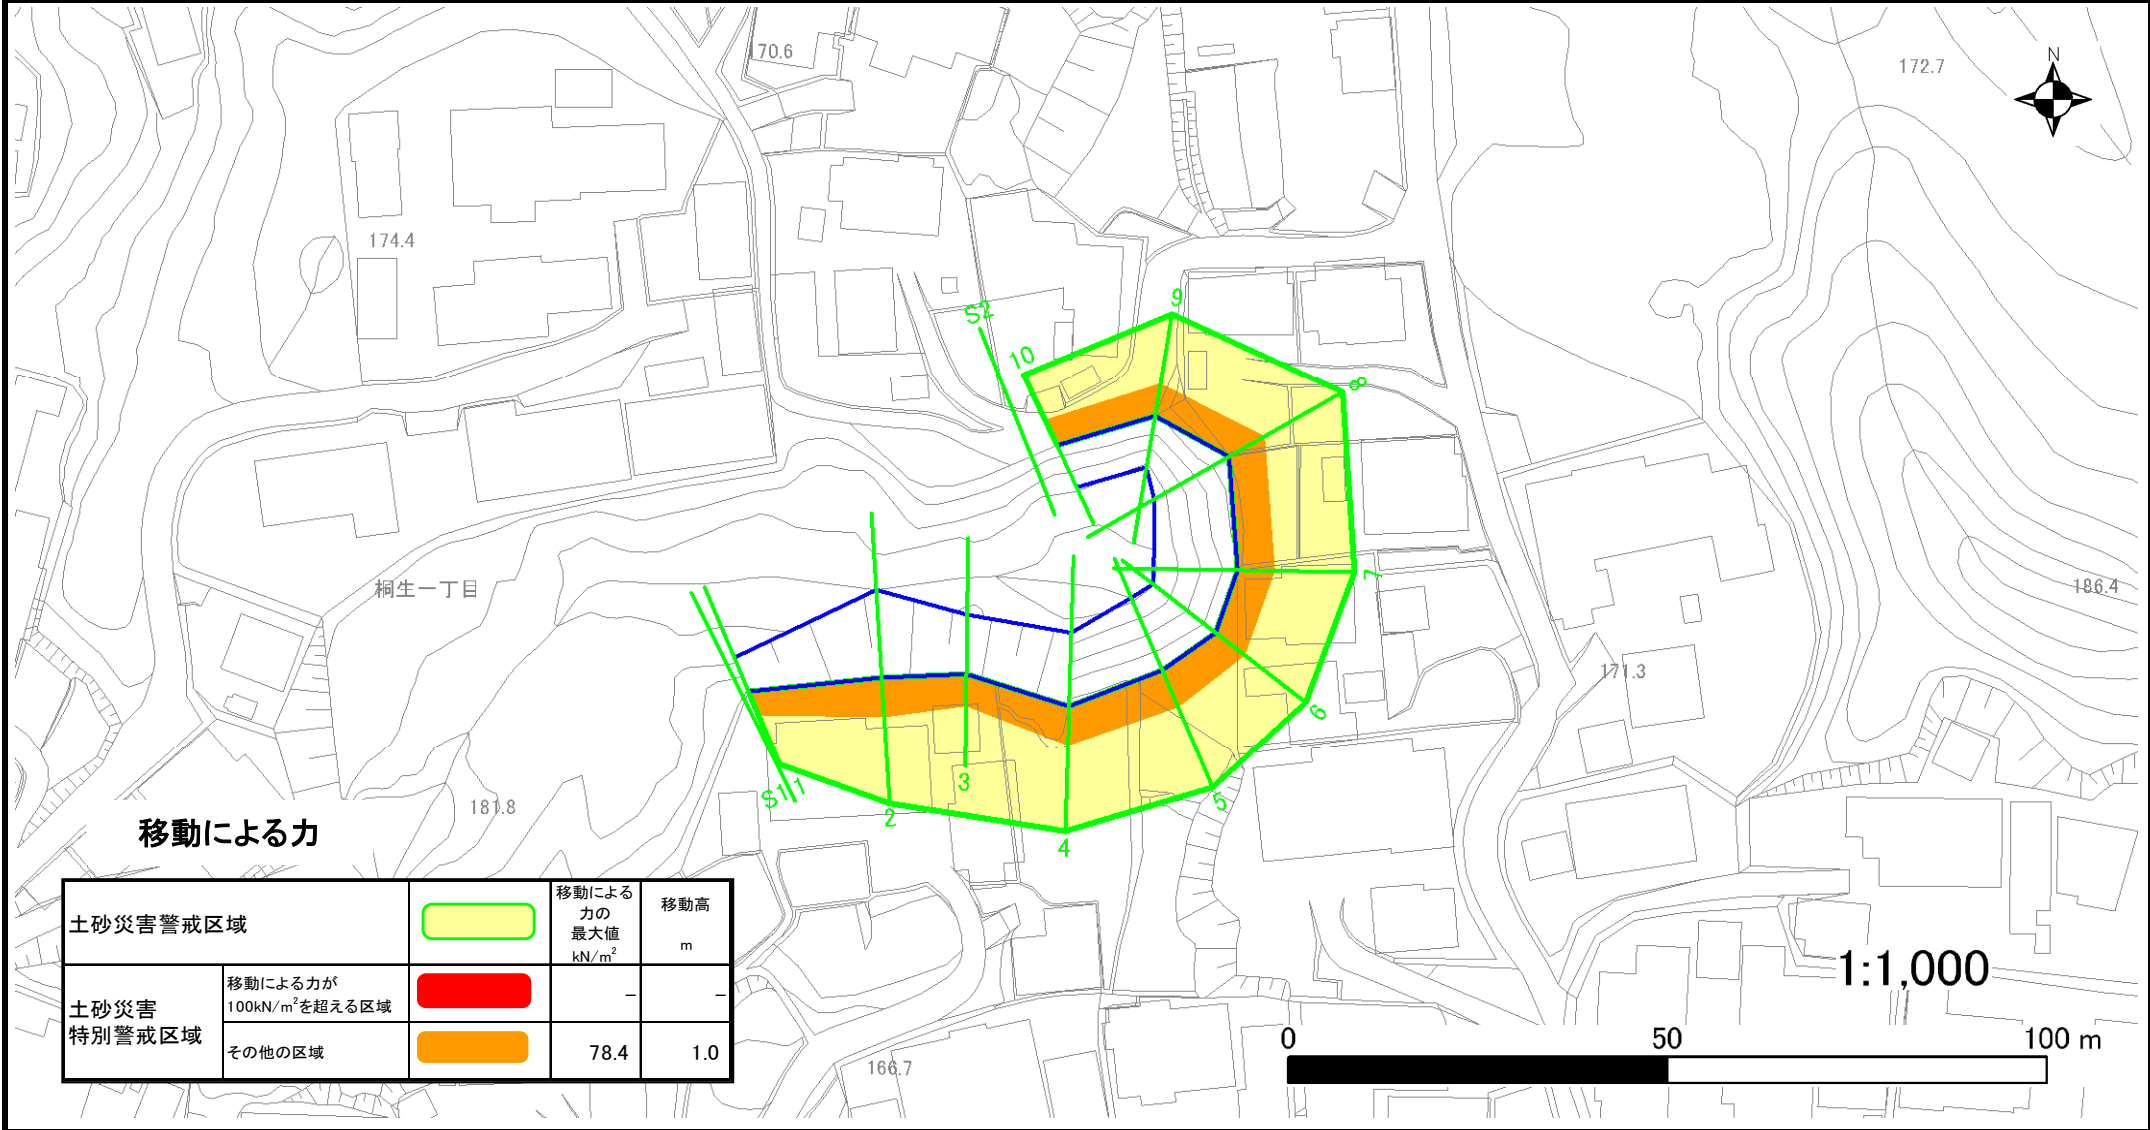 70.6
172.7
N
174.4
S2
9
10
8
桐生一丁目
7
186.4
171.3
6
3
S1
1
5
2
181.8
4
移動による力
土砂災害警戒区域
移動による
力の
最大値
kN/m²
移動高
m
土砂災害
特別警戒区域
移動による力が
100kN/m²を超える区域
−
−
その他の区域
78.4
1.0
166.7
1:1,000
0
50
100 m